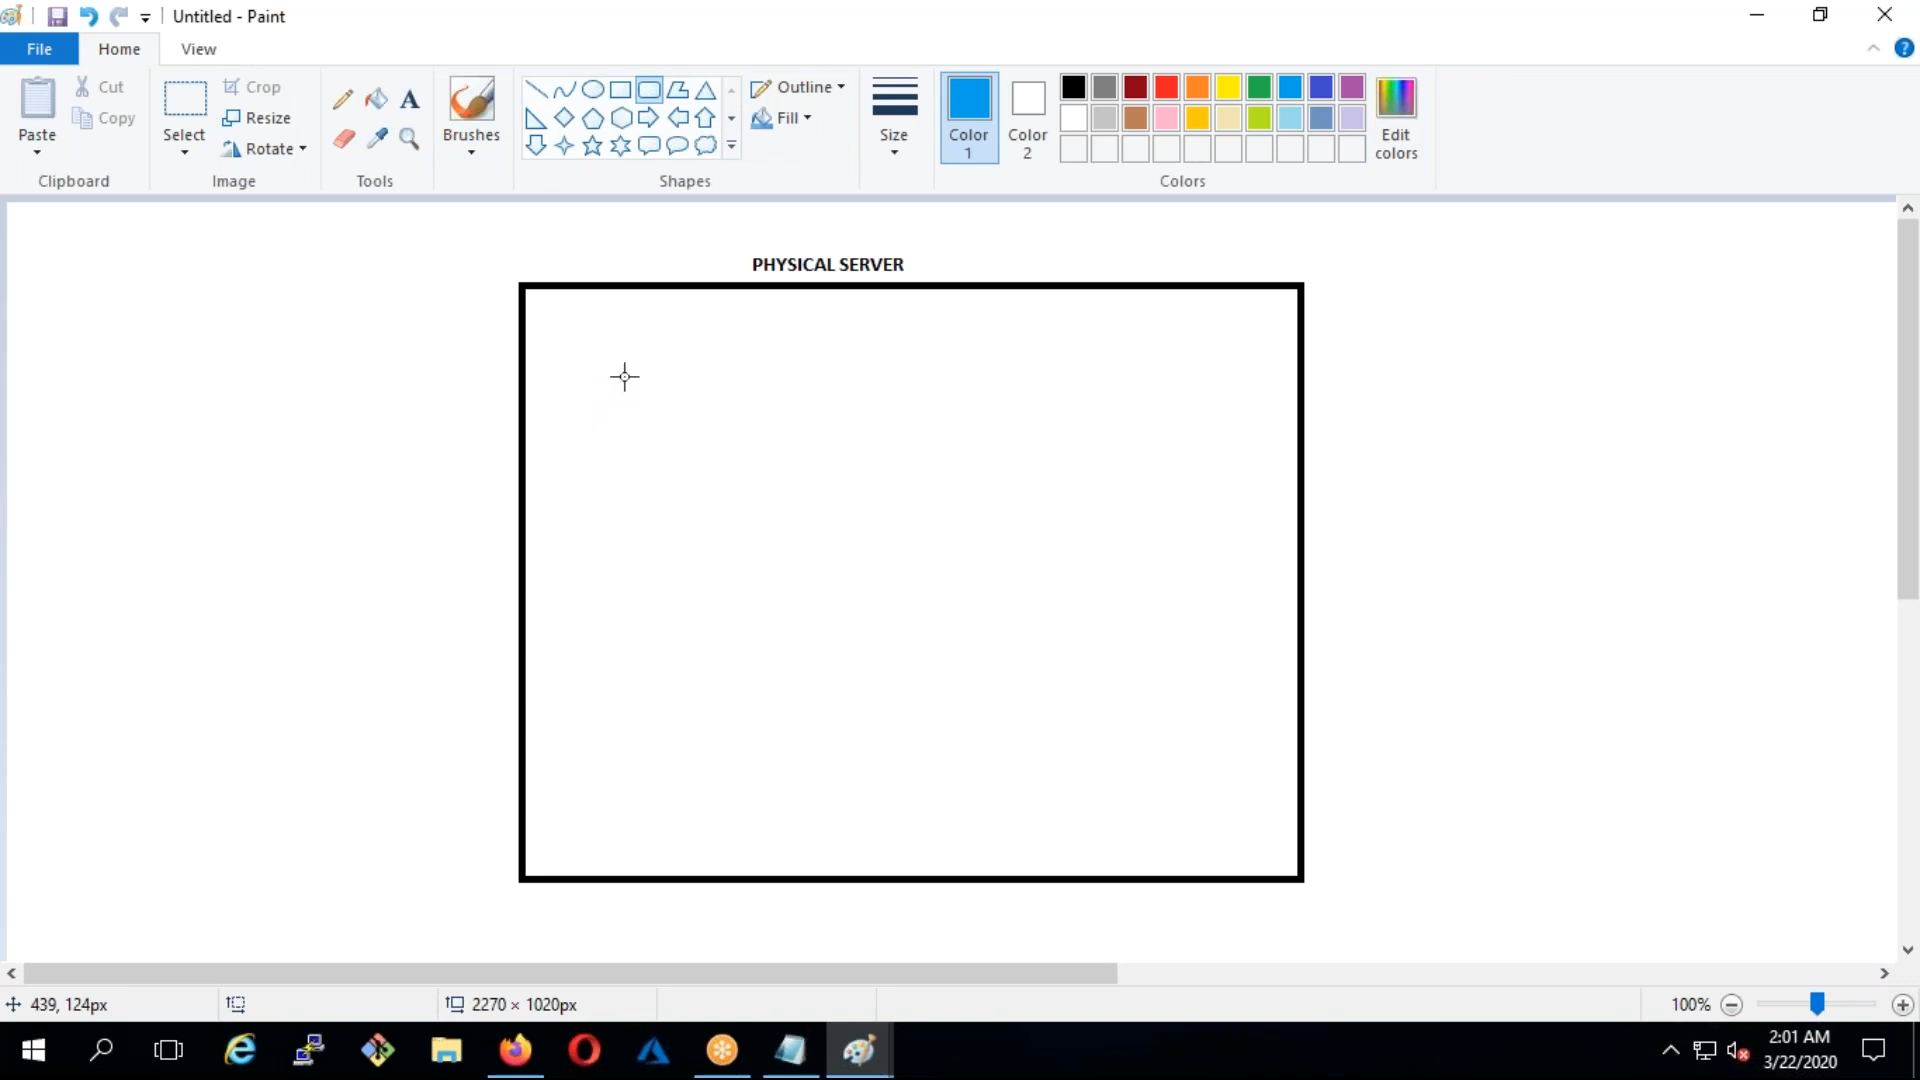 Untitled - Paint
File
Home
View
Paste
Cut
Copy
Clipboard
Select
Crop
Resize
Rotate
Image
A
Tools
Brushes
Outline
Fill
Shapes
Size
Color
1
Color
2
Edit
colors
Colors
PHYSICAL SERVER
439, 124px
2270 × 1020px
100%
2:01 AM
3/22/2020